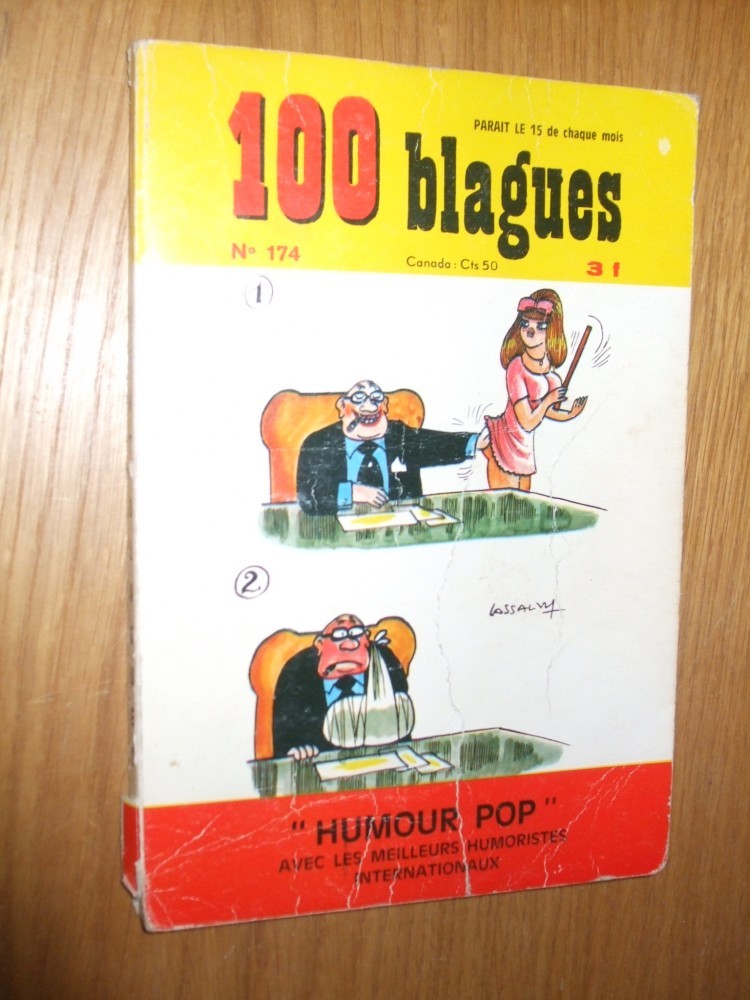 PARAIT LE 15 de chaque mois
100 blagues
N° 174
Canada : Cts 50
3 f
1
2
LASSALVY
" HUMOUR POP "
AVEC LES MEILLEURS HUMORISTES
INTERNATIONAUX